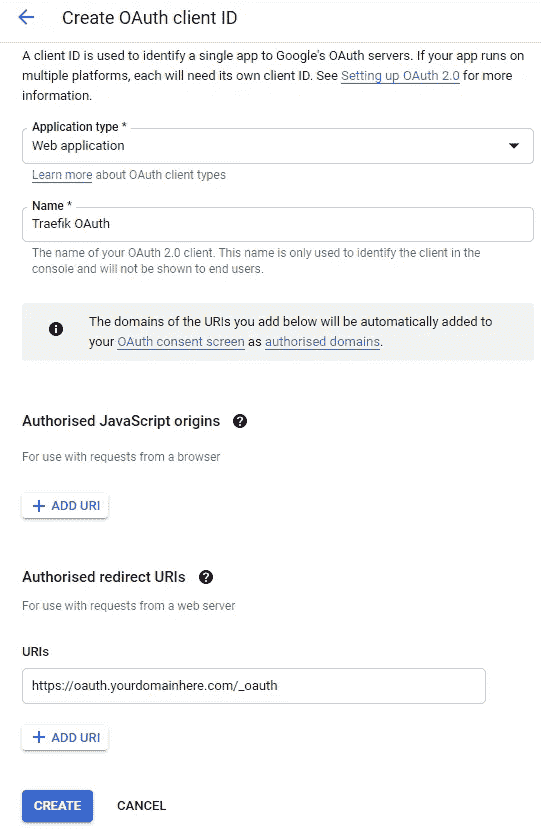 Create OAuth client ID
A client ID is used to identify a single app to Google's OAuth servers. If your app runs on
multiple platforms, each will need its own client ID. See Setting up OAuth 2.0 for more
information.
Application type *
Web application
Learn more about OAuth client types
Name *
Traefik OAuth
The name of your OAuth 2.0 client. This name is only used to identify the client in the
console and will not be shown to end users.
The domains of the URIs you add below will be automatically added to
your OAuth consent screen as authorised domains.
Authorised JavaScript origins
For use with requests from a browser
+ ADD URI
Authorised redirect URIs
For use with requests from a web server
URIs
https://oauth.yourdomainhere.com/_oauth
+ ADD URI
CREATE CANCEL